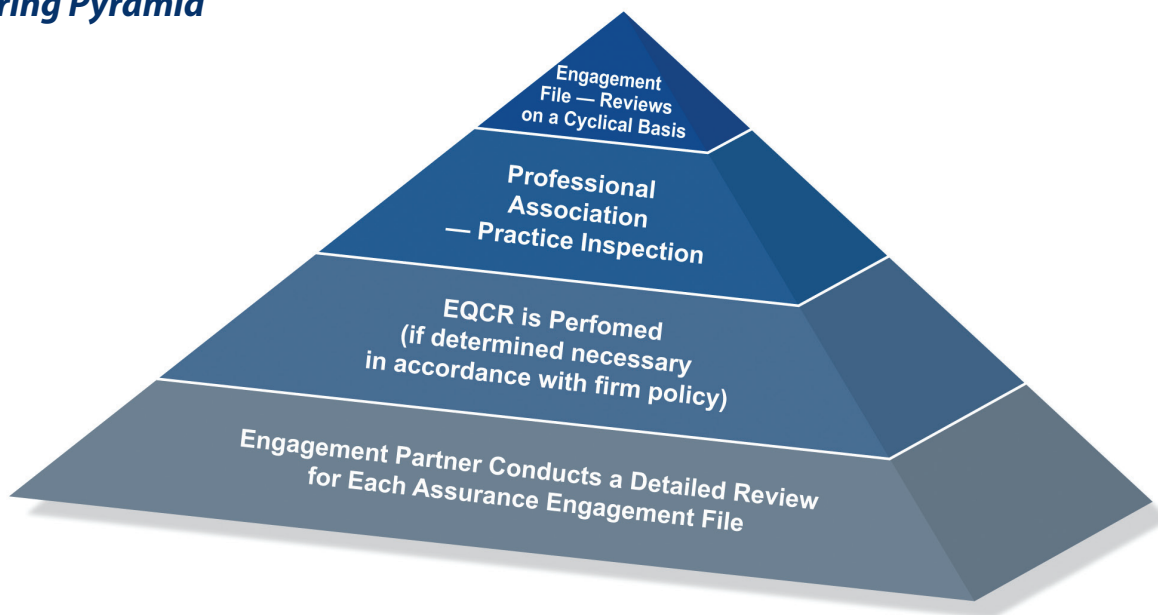 Pyramid
Engagement
File — Reviews
on a Cyclical Basis
Professional
Association
— Practice Inspection
EQCR is Perfomed
(if determined necessary
in accordance with firm policy)
Engagement Partner Conducts a Detailed Review
for Each Assurance Engagement File